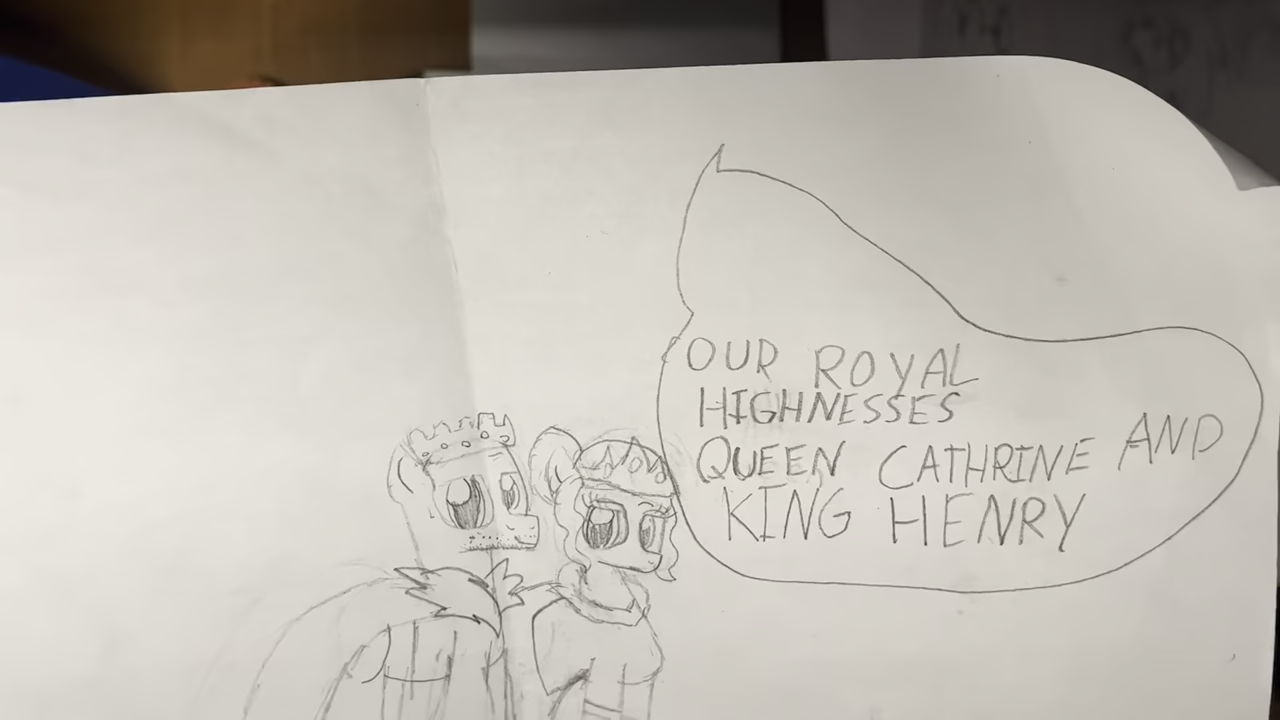 OUR ROYAL
HIGHNESSES
QUEEN CATHRINE AND
KING HENRY